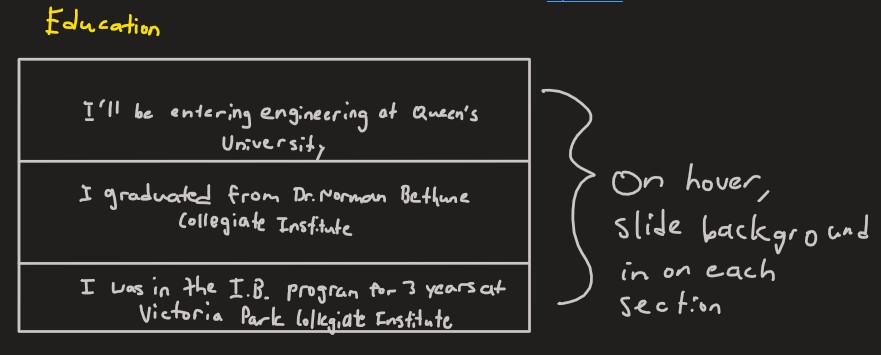 Education
I'll be entering engineering at Queen's
University
I graduated from Dr. Norman Bethune
Collegiate Institute
I was in the I.B. program for 3 years at
Victoria Park Collegiate Institute
On hover,
slide background
in on each
section